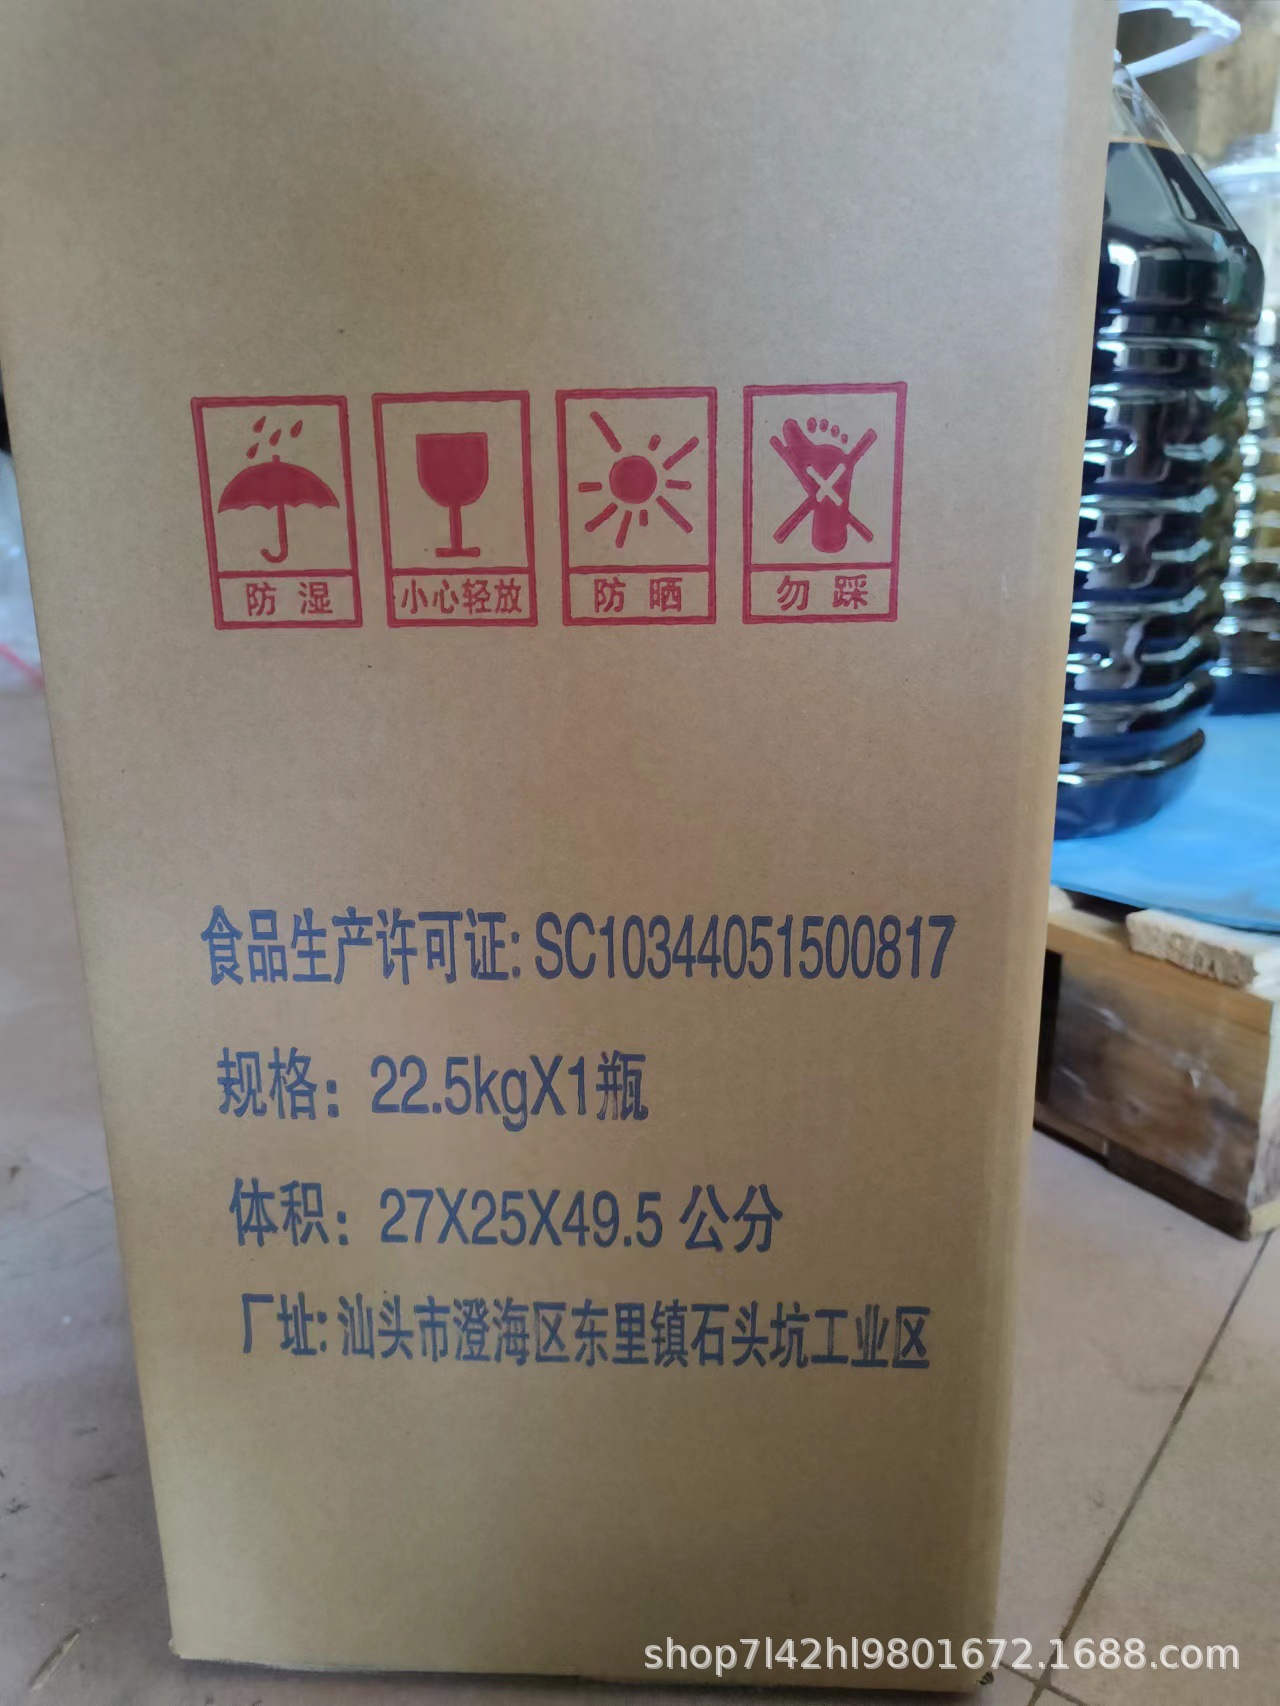 防湿 小心轻放 防晒 勿踩
食品生产许可证: SC10344051500817
规格：22.5kgX1瓶
体积：27X25X49.5公分
厂址: 汕头市澄海区东里镇石头坑工业区
shop7l42hl9801672.1688.com